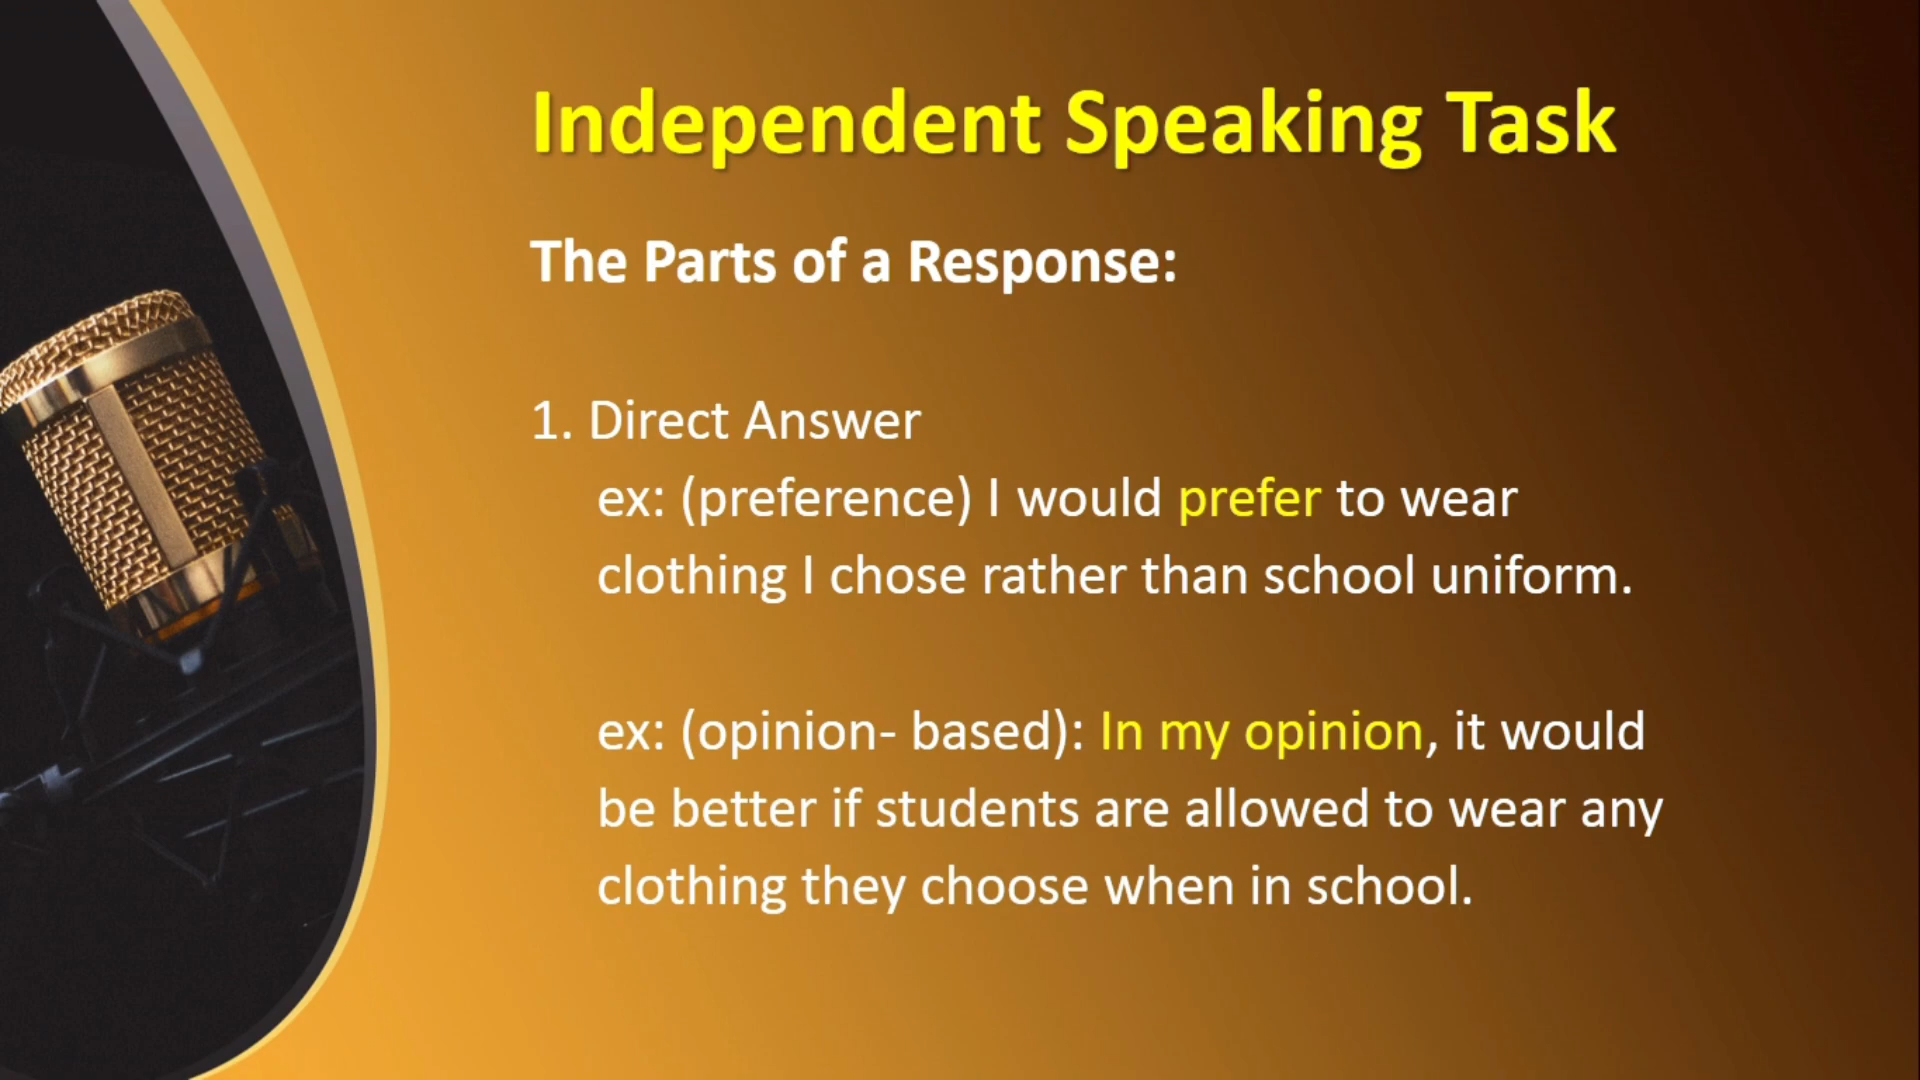 Independent Speaking Task
The Parts of a Response:
1. Direct Answer
ex: (preference) I would prefer to wear
clothing I chose rather than school uniform.
ex: (opinion- based): In my opinion, it would
be better if students are allowed to wear any
clothing they choose when in school.